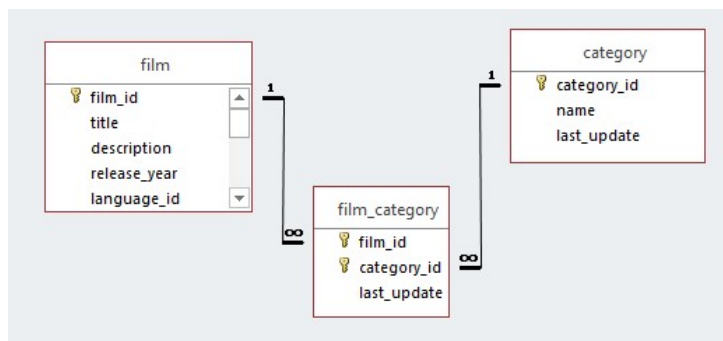 film
film_id
title
description
release_year
language_id
1
∞
film_category
film_id
category_id
last_update
∞
1
category
category_id
name
last_update